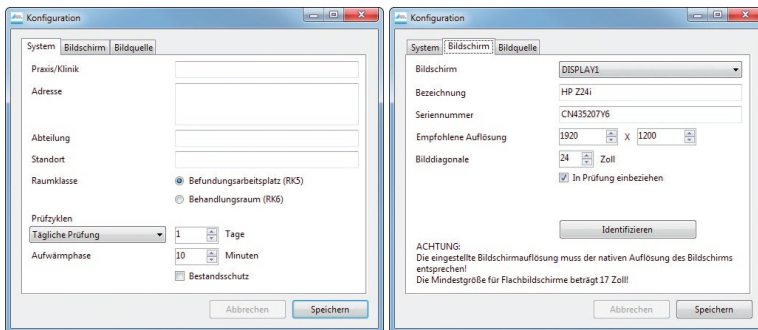 Konfiguration
System Bildschirm Bildquelle
Praxis/Klinik
Adresse
Abteilung
Standort
Raumklasse Befundungsarbeitsplatz (RK5)
Behandlungsraum (RK6)
Prüfzyklen
Tägliche Prüfung 1 Tage
Aufwärmphase 10 Minuten
Bestandsschutz
Abbrechen Speichern
Konfiguration
System Bildschirm Bildquelle
Bildschirm DISPLAY1
Bezeichnung HP Z24i
Seriennummer CN435207Y6
Empfohlene Auflösung 1920 X 1200
Bilddiagonale 24 Zoll
In Prüfung einbeziehen
Identifizieren
ACHTUNG:
Die eingestellte Bildschirmauflösung muss der nativen Auflösung des Bildschirms
entsprechen!
Die Mindestgröße für Flachbildschirme beträgt 17 Zoll!
Abbrechen Speichern